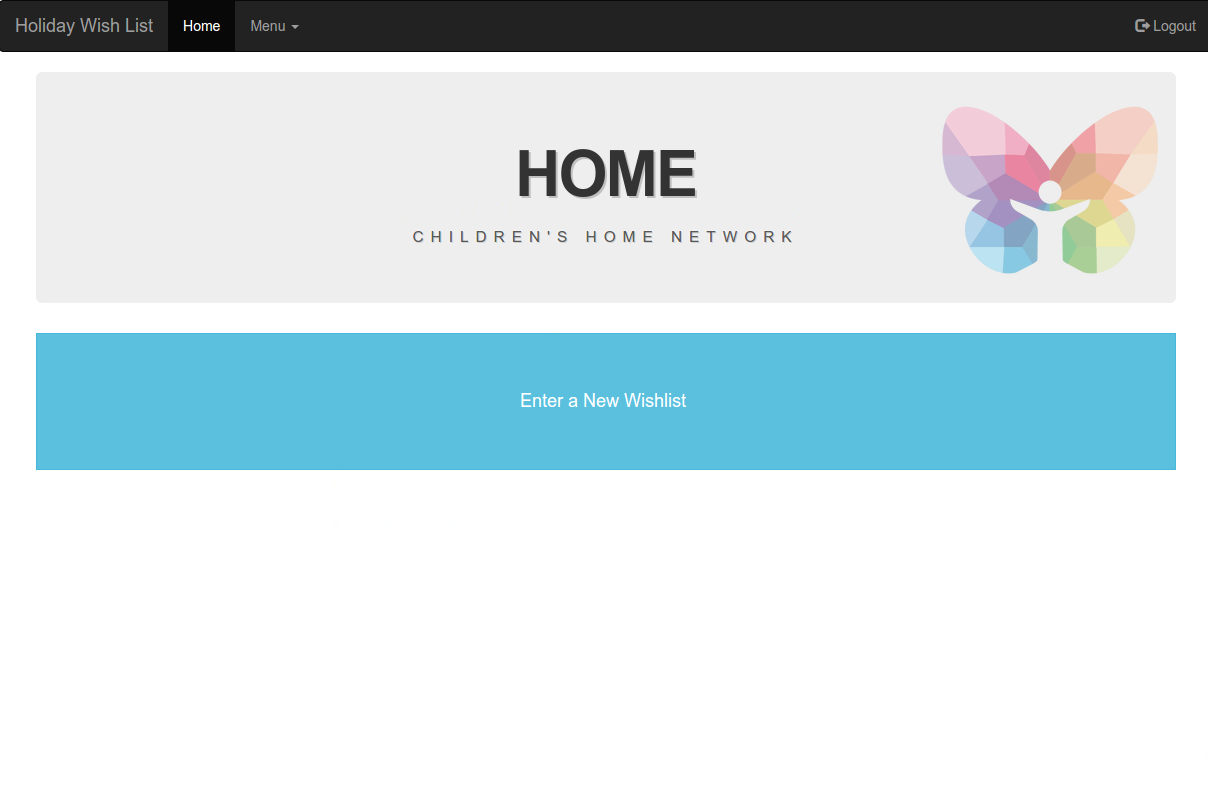 Holiday Wish List Home Menu Logout
HOME
CHILDREN'S HOME NETWORK
Enter a New Wishlist